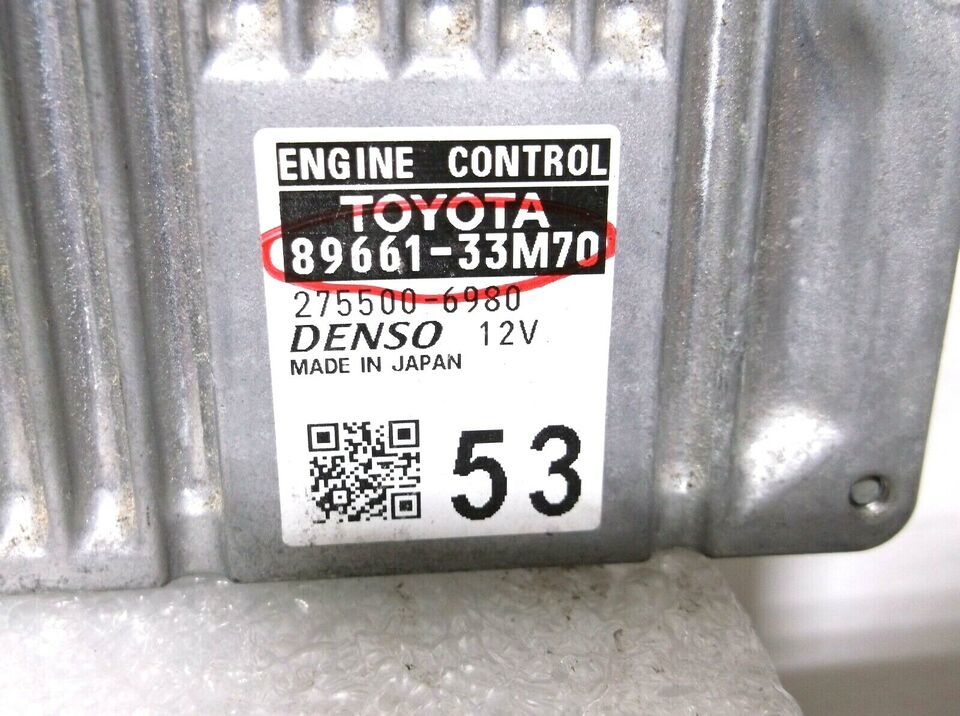 ENGINE CONTROL
TOYOTA
89661-33M70
275500-6980
DENSO 12V
MADE IN JAPAN
53